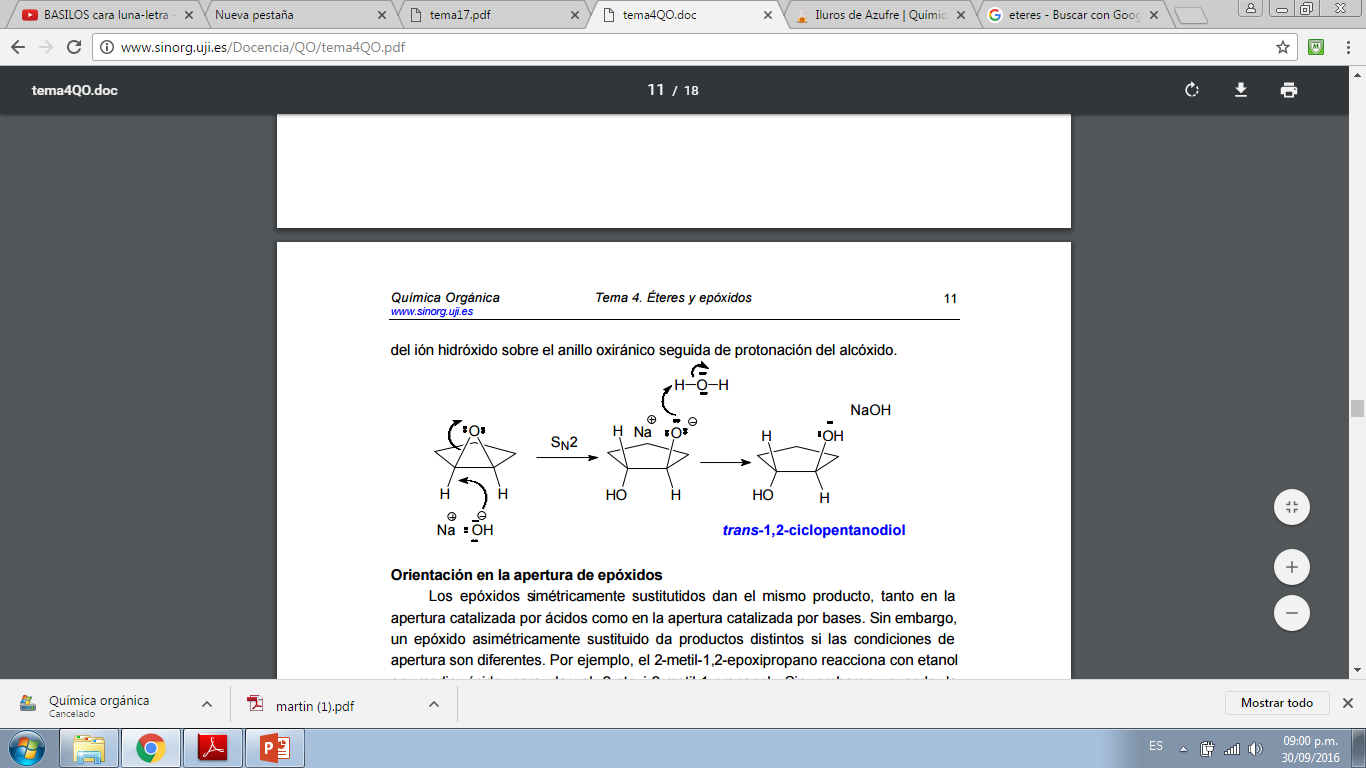 BASILOS cara luna-letra -
Nueva pestaña
tema17.pdf
tema4QO.doc
Iluros de Azufre | Químic
eteres - Buscar con Goog
www.sinorg.uji.es/Docencia/QO/tema4QO.pdf
tema4QO.doc
11 / 18
Química Orgánica
Tema 4. Éteres y epóxidos
11
www.sinorg.uji.es
del ión hidróxido sobre el anillo oxiránico seguida de protonación del alcóxido.
H O H
NaOH
O
SN2
H Na O
H OH
H H
HO H
HO H
Na OH
trans-1,2-ciclopentanodiol
Orientación en la apertura de epóxidos
Los epóxidos simétricamente sustitutidos dan el mismo producto, tanto en la
apertura catalizada por ácidos como en la apertura catalizada por bases. Sin embargo,
un epóxido asimétricamente sustituido da productos distintos si las condiciones de
apertura son diferentes. Por ejemplo, el 2-metil-1,2-epoxipropano reacciona con etanol
Química orgánica
Cancelado
martin (1).pdf
Mostrar todo
ES
09:00 p.m.
30/09/2016